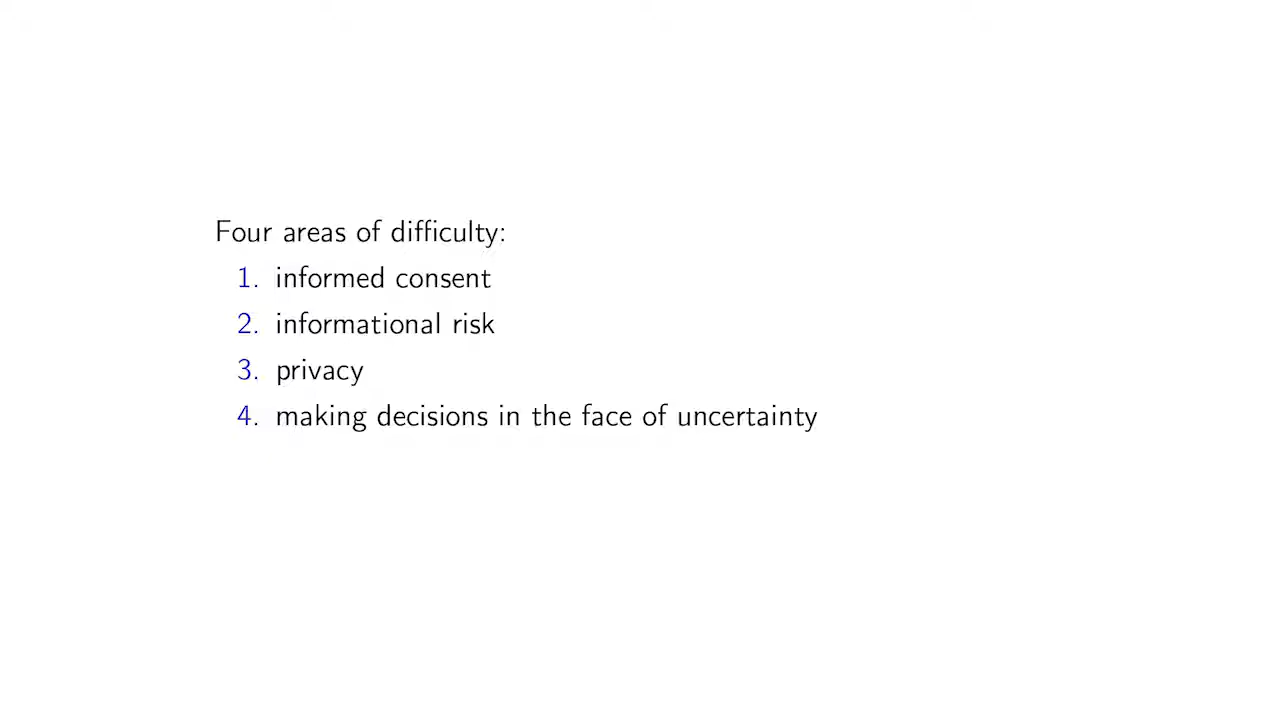 Four areas of difficulty:
1. informed consent
2. informational risk
3. privacy
4. making decisions in the face of uncertainty